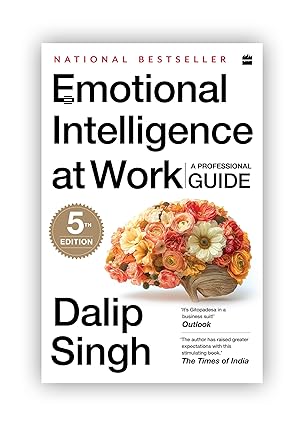 NATIONAL BESTSELLER
Emotional
Intelligence
at Work
A PROFESSIONAL
GUIDE
5TH
EDITION
Dalip
Singh
'It's Gitopadesa in a
business suit!'
Outlook
'The author has raised greater
expectations with this
stimulating book.'
The Times of India